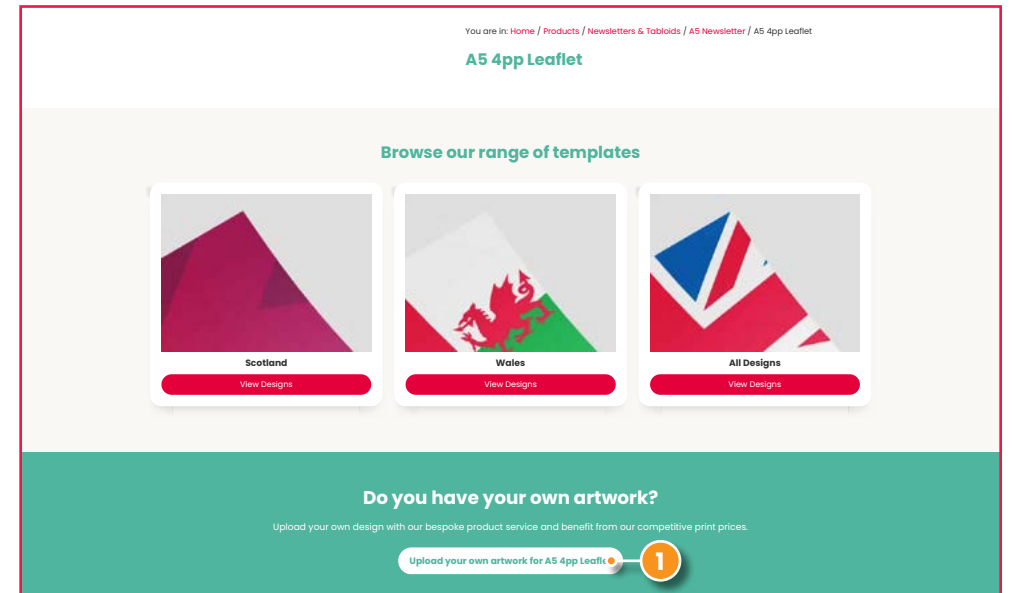 You are in: Home / Products / Newsletters & Tabloids / A5 Newsletter / A5 4pp Leaflet
A5 4pp Leaflet
Browse our range of templates
Scotland
View Designs
Wales
View Designs
All Designs
View Designs
Do you have your own artwork?
Upload your own design with our bespoke product service and benefit from our competitive print prices.
Upload your own artwork for A5 4pp Leafle
1